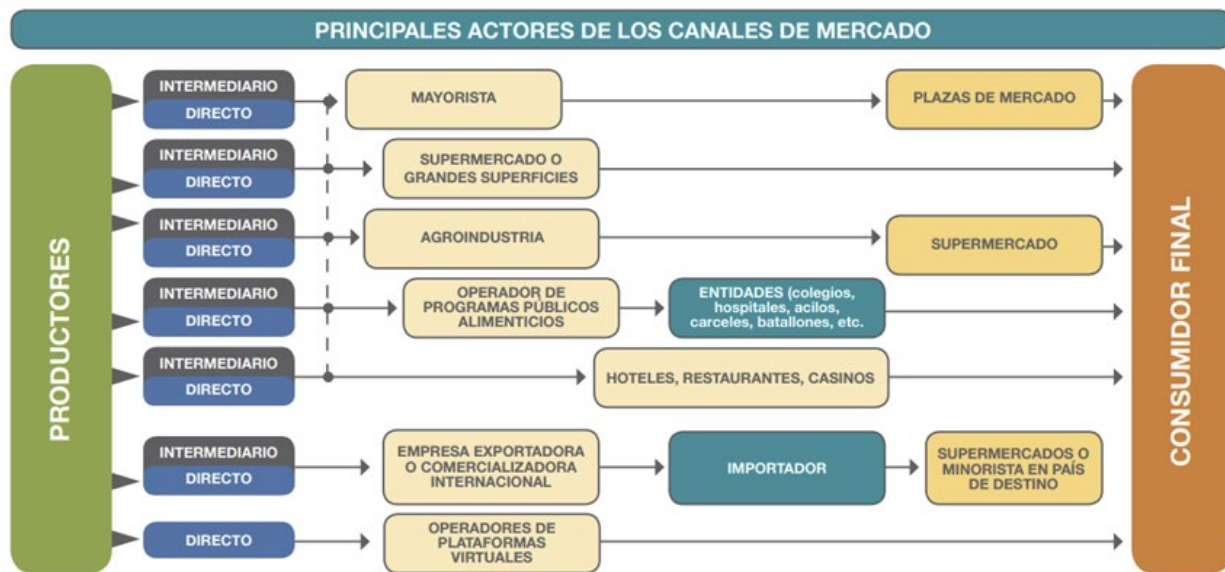 PRINCIPALES ACTORES DE LOS CANALES DE MERCADO
PRODUCTORES
INTERMEDIARIO
DIRECTO
MAYORISTA
PLAZAS DE MERCADO
INTERMEDIARIO
DIRECTO
SUPERMERCADO O
GRANDES SUPERFICIES
INTERMEDIARIO
DIRECTO
AGROINDUSTRIA
SUPERMERCADO
INTERMEDIARIO
DIRECTO
OPERADOR DE
PROGRAMAS PÚBLICOS
ALIMENTICIOS
ENTIDADES (colegios,
hospitales, acilos,
carceles, batallones, etc.
INTERMEDIARIO
DIRECTO
HOTELES, RESTAURANTES, CASINOS
INTERMEDIARIO
DIRECTO
EMPRESA EXPORTADORA
O COMERCIALIZADORA
INTERNACIONAL
IMPORTADOR
SUPERMERCADOS O
MINORISTA EN PAÍS
DE DESTINO
DIRECTO
OPERADORES DE
PLATAFORMAS
VIRTUALES
CONSUMIDOR FINAL